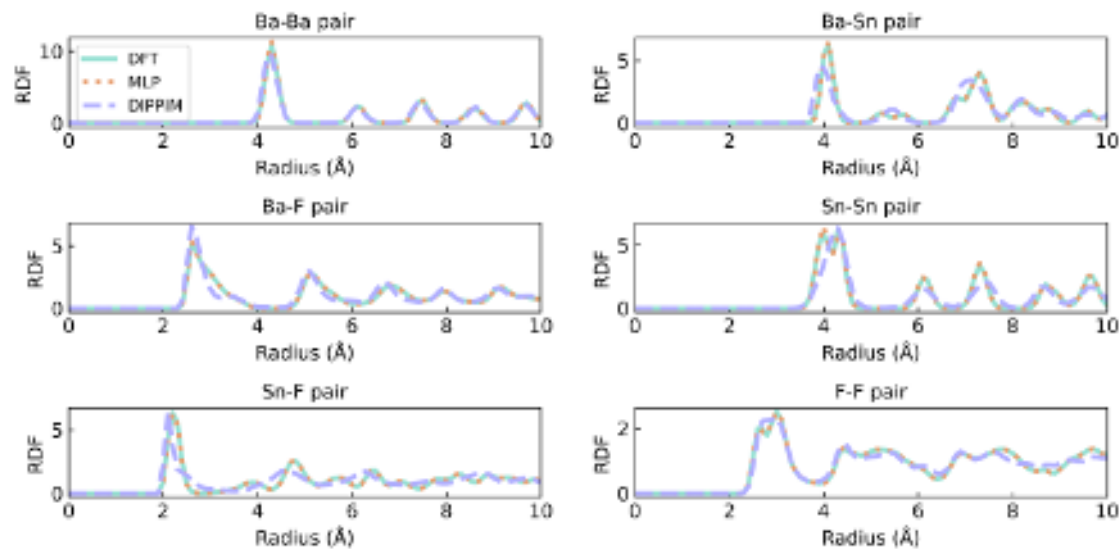 Ba-Ba pair
RDF
10
0
DFT
MLP
DIPPIM
0 2 4 6 8 10
Radius (Å)
Ba-Sn pair
RDF
5
0
0 2 4 6 8 10
Radius (Å)
Ba-F pair
RDF
5
0
0 2 4 6 8 10
Radius (Å)
Sn-Sn pair
RDF
5
0
0 2 4 6 8 10
Radius (Å)
Sn-F pair
RDF
5
0
0 2 4 6 8 10
Radius (Å)
F-F pair
RDF
2
0
0 2 4 6 8 10
Radius (Å)